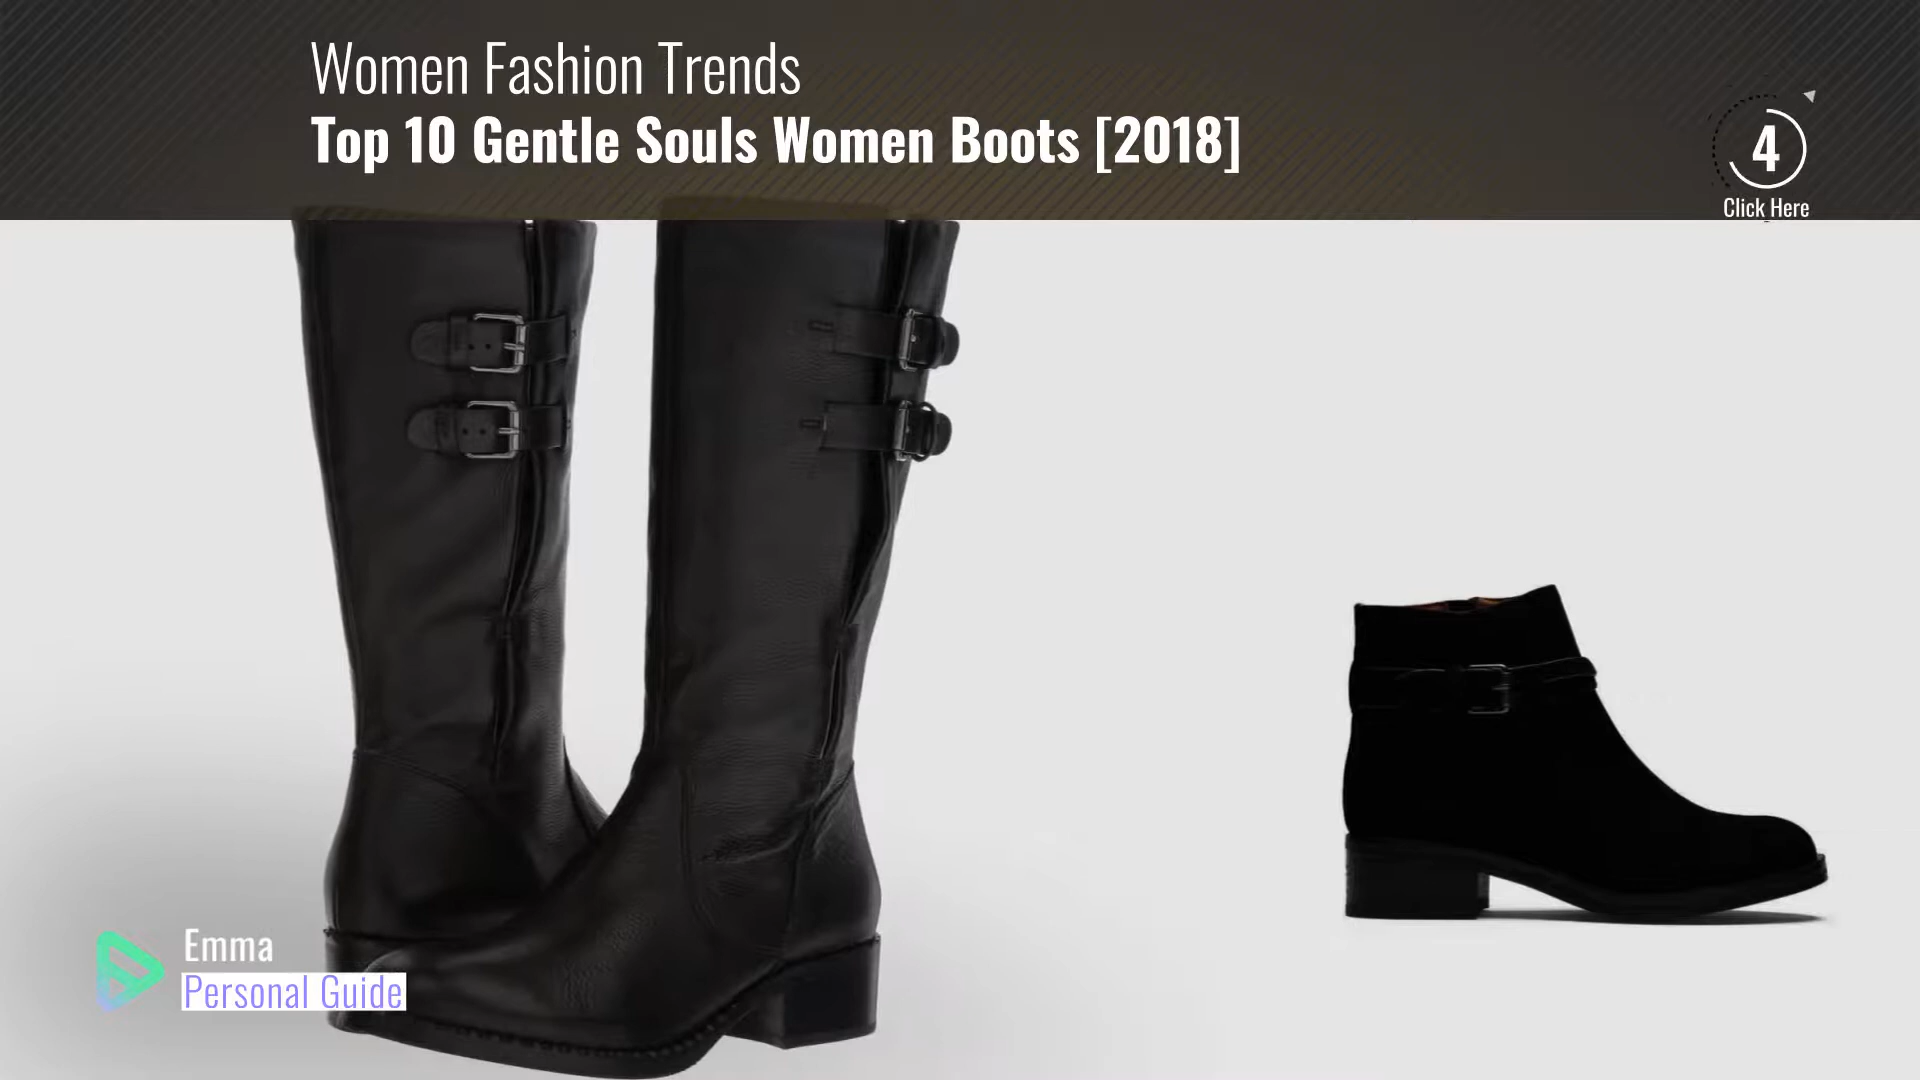 Women Fashion Trends
Top 10 Gentle Souls Women Boots [2018]
4
Click Here
Emma
Personal Guide